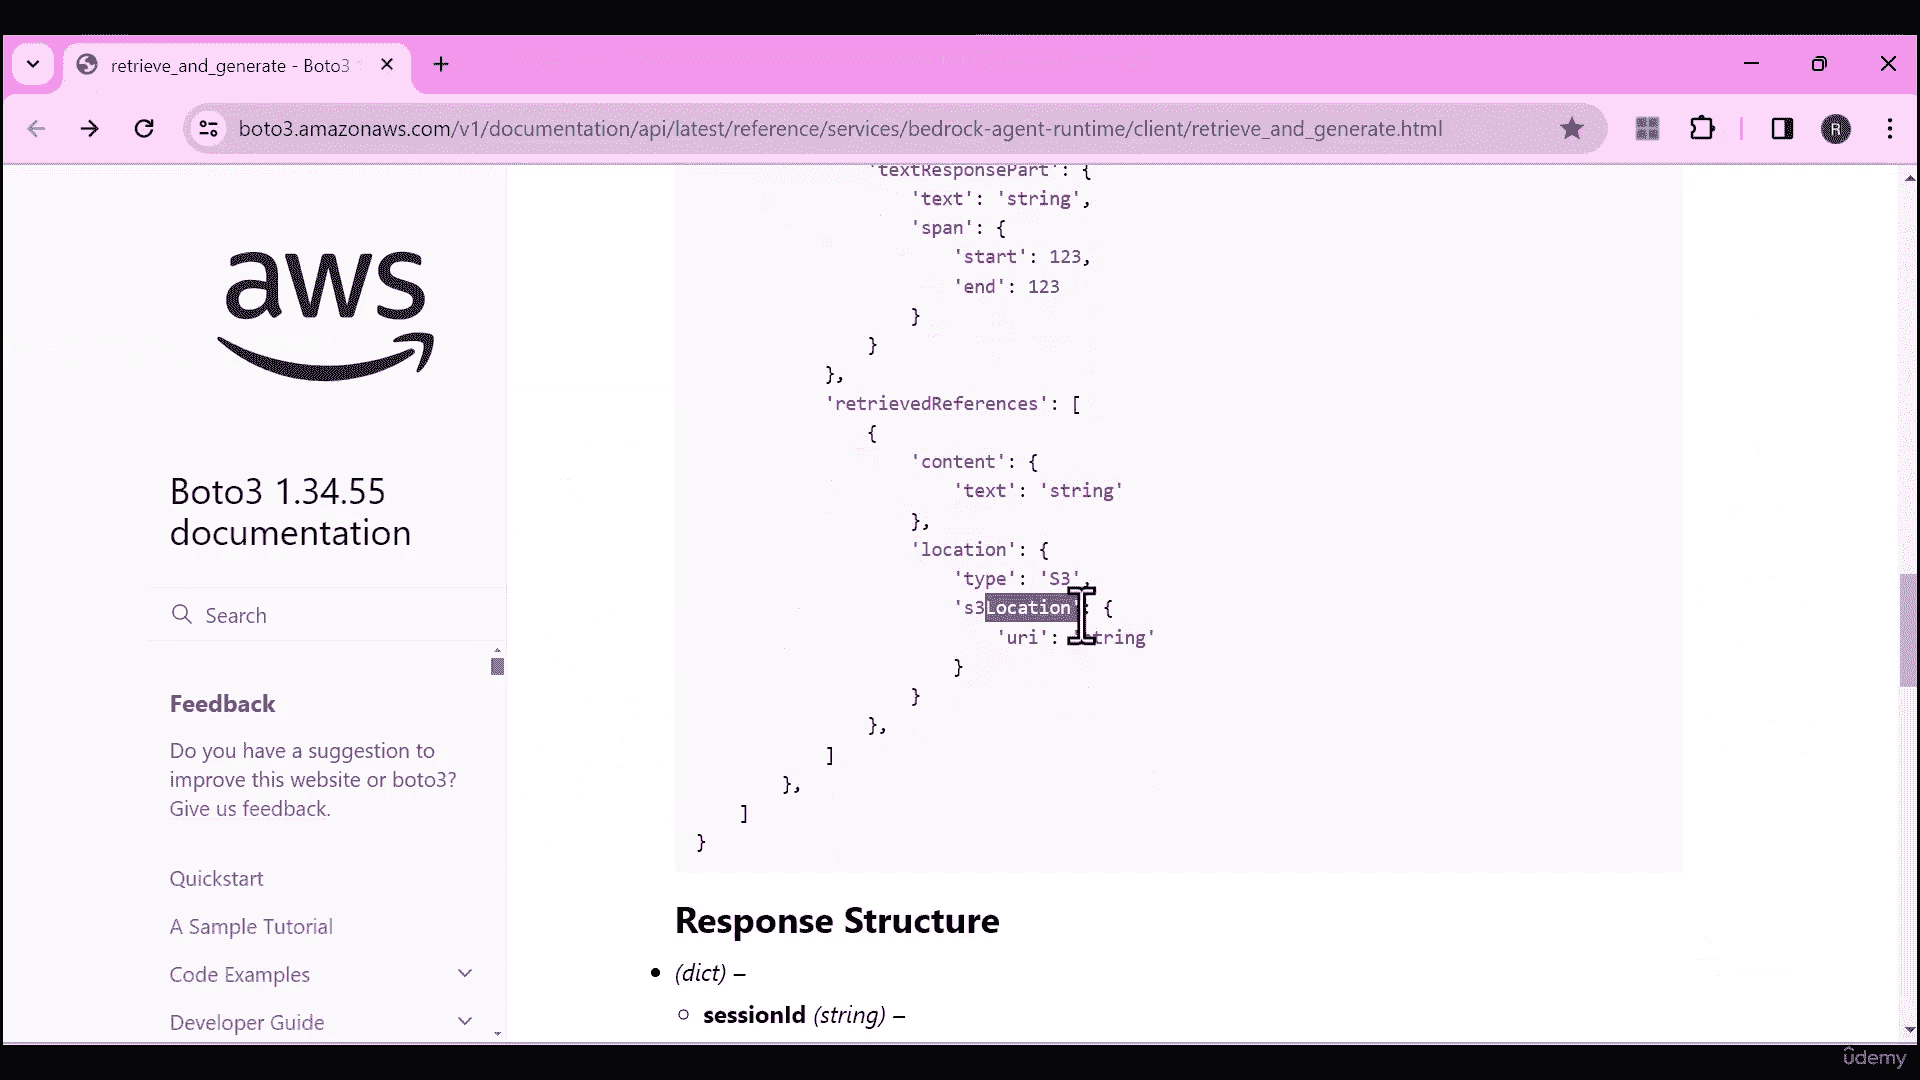 retrieve_and_generate - Boto3
boto3.amazonaws.com/v1/documentation/api/latest/reference/services/bedrock-agent-runtime/client/retrieve_and_generate.html
R
aws
Boto3 1.34.55
documentation
Search
Feedback
Do you have a suggestion to
improve this website or boto3?
Give us feedback.
Quickstart
A Sample Tutorial
Code Examples
Developer Guide
'textResponsePart': {
'text': 'string',
'span': {
'start': 123,
'end': 123
}
}
},
'retrievedReferences': [
{
'content': {
'text': 'string'
},
'location': {
'type': 'S3',
's3Location': {
'uri': 'string'
}
}
},
]
},
]
}
Response Structure
(dict) –
sessionId (string) –
ûdemy